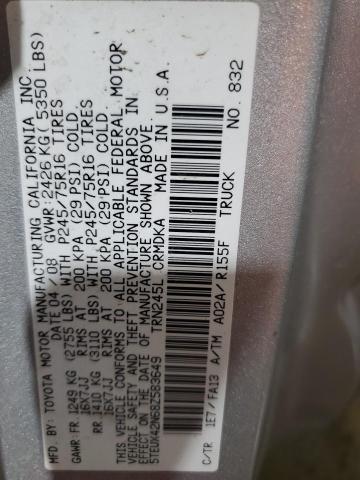 MFD. BY: TOYOTA MOTOR MANUFACTURING CALIFORNIA INC.
DATE 04 / 08 GVWR: 2426 KG ( 5350 LBS)
GAWR: FR. 1249 KG (2755 LBS) WITH P245/75R16 TIRES
16X7JJ RIMS AT 200 KPA (29 PSI) COLD
RR. 1410 KG (3110 LBS) WITH P245/75R16 TIRES
16X7JJ RIMS AT 200 KPA (29 PSI) COLD
THIS VEHICLE CONFORMS TO ALL APPLICABLE FEDERAL MOTOR
VEHICLE SAFETY AND THEFT PREVENTION STANDARDS IN
EFFECT ON THE DATE OF MANUFACTURE SHOWN ABOVE.
5TEUX42N68Z583649 TRN245L CRMDKA MADE IN U.S.A.
C/TR 1E7/ FA13 A/TM A02A/ R155F TRUCK
NO. 832